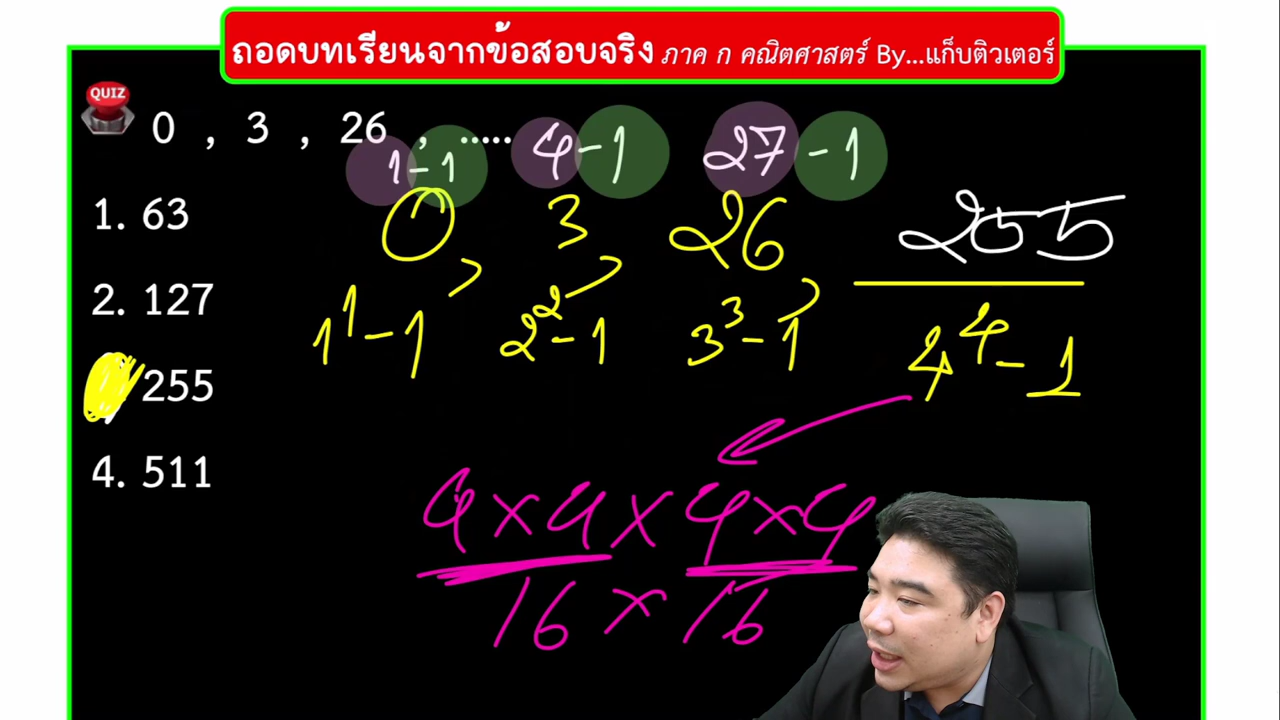 ถอดบทเรียนจากข้อสอบจริง ภาค ก คณิตศาสตร์ By...แก็บติวเตอร์
QUIZ
0 , 3 , 26 , .....
1-1 4-1 27-1
1. 63
0, 3, 26, 255
2. 127
1¹-1 2²-1 3³-1 4⁴-1
255
4. 511
4×4×4×4
16×16